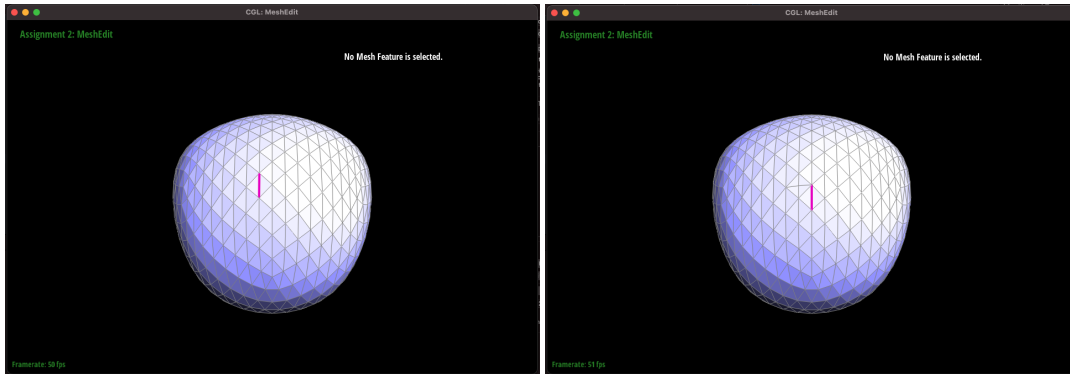 CGL: MeshEdit
Assignment 2: MeshEdit
No Mesh Feature is selected.
Framerate: 50 fps
CGL: MeshEdit
Assignment 2: MeshEdit
No Mesh Feature is selected.
Framerate: 51 fps